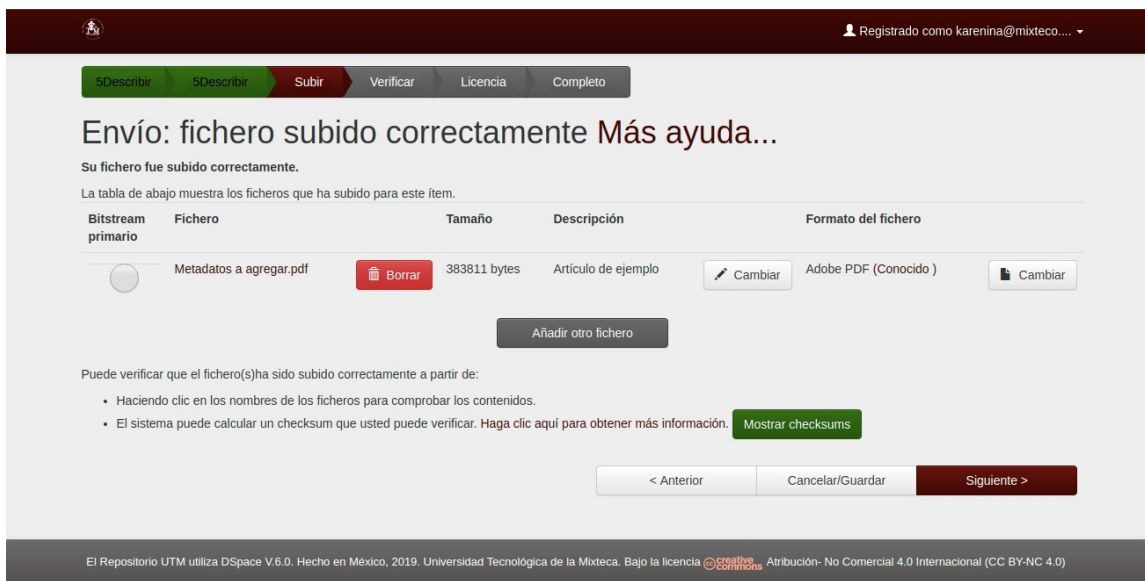 Registrado como karenina@mixteco....
5Describir 5Describir Subir Verificar Licencia Completo
Envío: fichero subido correctamente Más ayuda...
Su fichero fue subido correctamente.
La tabla de abajo muestra los ficheros que ha subido para este ítem.
Bitstream primario Fichero Tamaño Descripción Formato del fichero
Metadatos a agregar.pdf Borrar 383811 bytes Artículo de ejemplo Cambiar Adobe PDF (Conocido ) Cambiar
Añadir otro fichero
Puede verificar que el fichero(s)ha sido subido correctamente a partir de:
• Haciendo clic en los nombres de los ficheros para comprobar los contenidos.
• El sistema puede calcular un checksum que usted puede verificar. Haga clic aquí para obtener más información. Mostrar checksums
< Anterior Cancelar/Guardar Siguiente >
El Repositorio UTM utiliza DSpace V.6.0. Hecho en México, 2019. Universidad Tecnológica de la Mixteca. Bajo la licencia cc creative commons Atribución- No Comercial 4.0 Internacional (CC BY-NC 4.0)